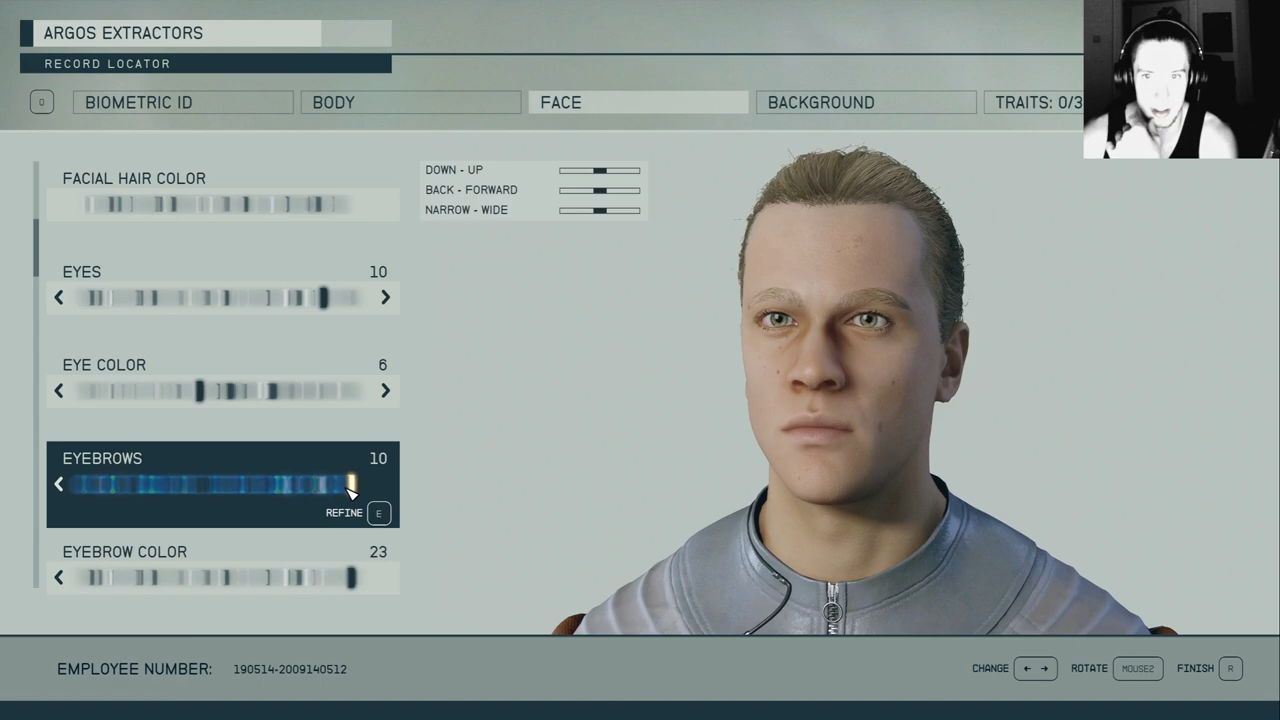 ARGOS EXTRACTORS
RECORD LOCATOR
Q BIOMETRIC ID BODY FACE BACKGROUND TRAITS: 0/3
FACIAL HAIR COLOR
DOWN - UP
BACK - FORWARD
NARROW - WIDE
EYES 10
EYE COLOR 6
EYEBROWS 10
REFINE E
EYEBROW COLOR 23
EMPLOYEE NUMBER: 190514-2009140512
CHANGE ← → ROTATE MOUSE2 FINISH R